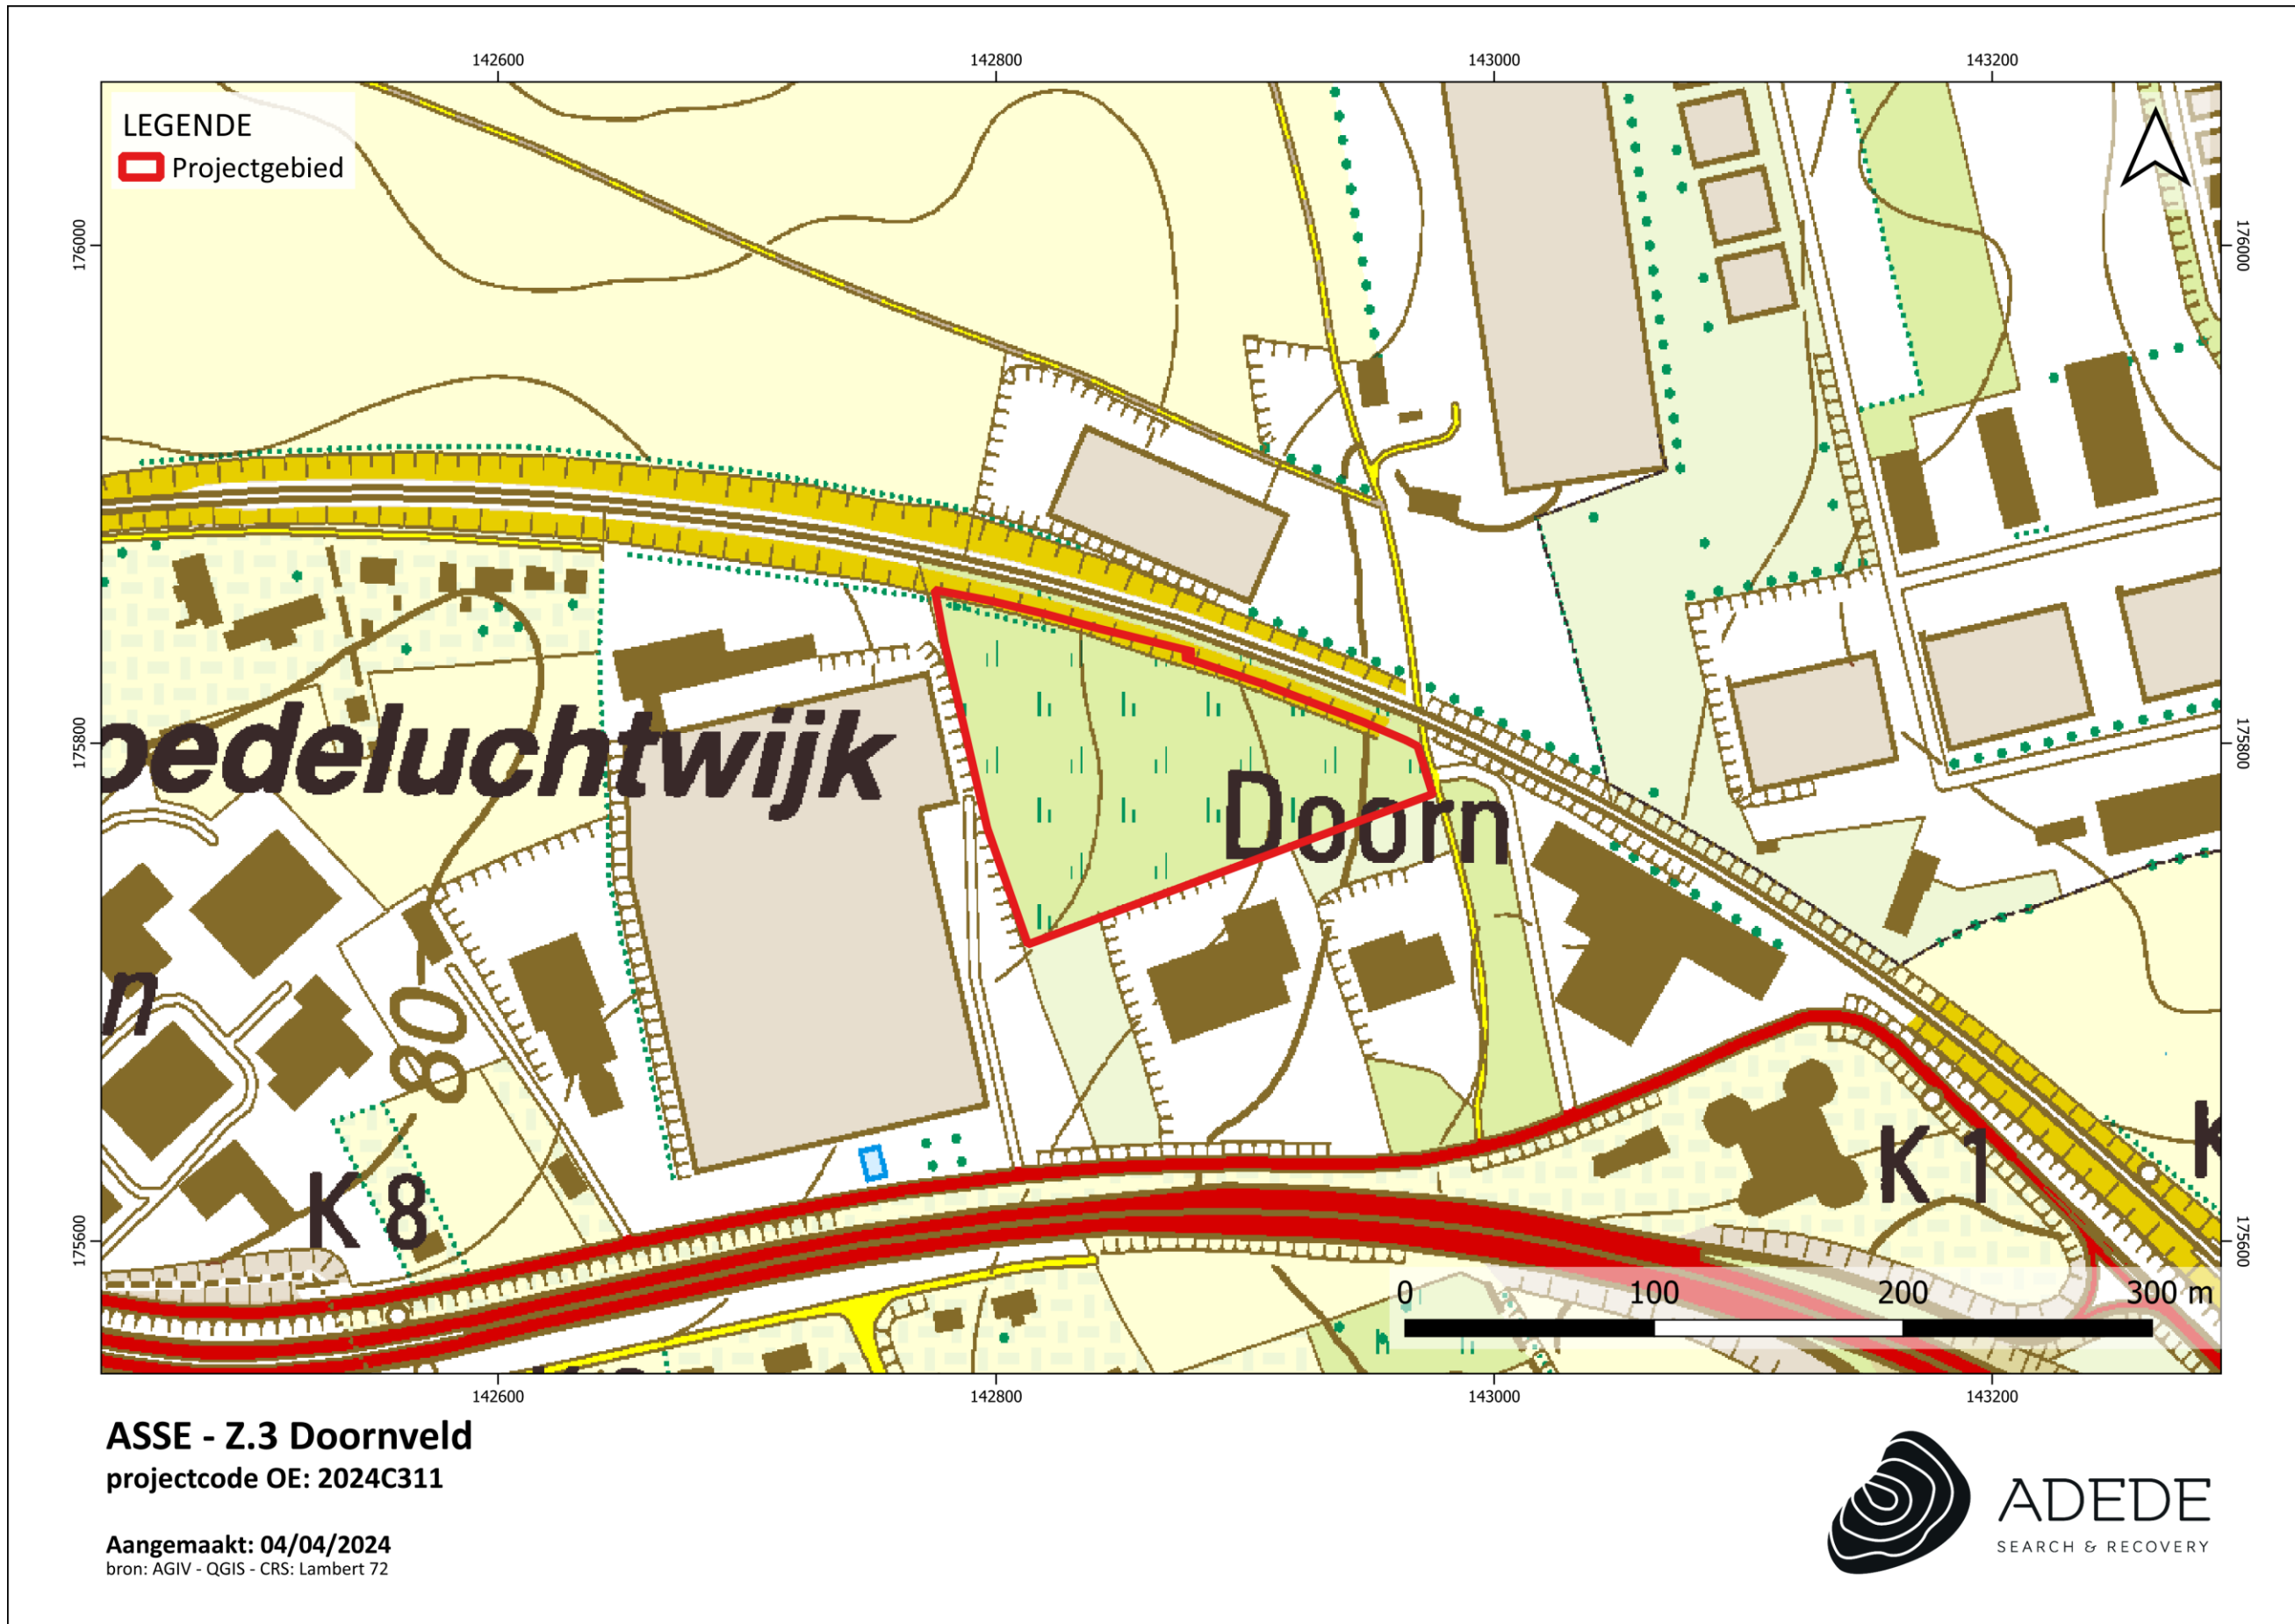 142600 142800 143000 143200
LEGENDE
Projectgebied
176000 176000
175800 175800
oedeluchtwijk
Doorn
n
80
K 8
K 1
K
175600 175600
0 100 200 300 m
142600 142800 143000 143200
ASSE - Z.3 Doornveld
projectcode OE: 2024C311
Aangemaakt: 04/04/2024
bron: AGIV - QGIS - CRS: Lambert 72
ADEDE
SEARCH & RECOVERY